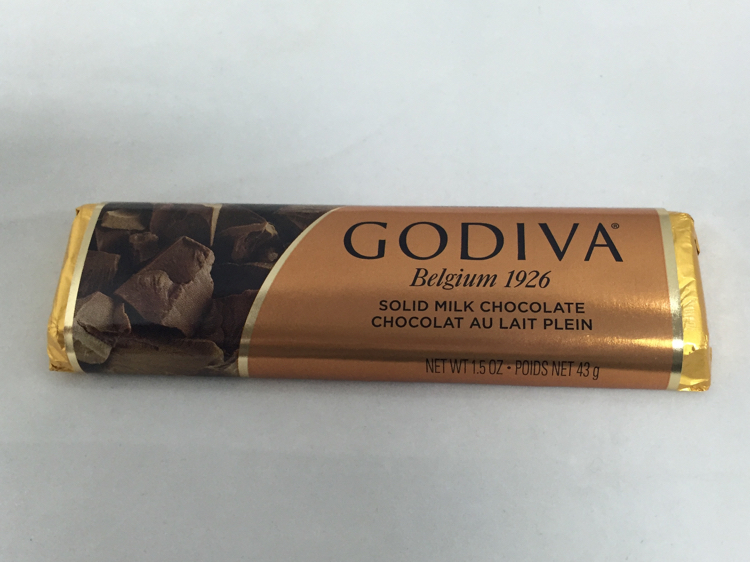 GODIVA®
Belgium 1926
SOLID MILK CHOCOLATE
CHOCOLAT AU LAIT PLEIN
NET WT 1.5 OZ • POIDS NET 43 g